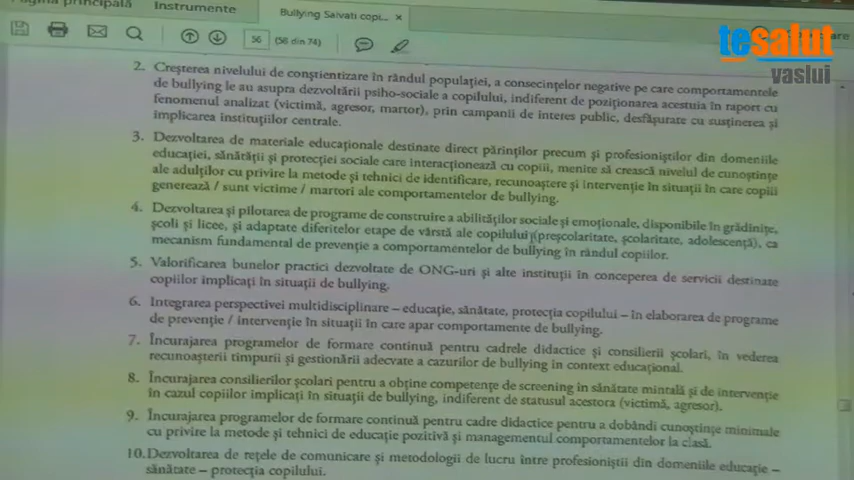 Pagina principală Instrumente
Bullying Salvati copi... ×
56 (56 din 74)
tesalut
vaslui
2. Creșterea nivelului de conștientizare în rândul populației, a consecințelor negative pe care comportamentele
de bullying le au asupra dezvoltării psiho-sociale a copilului, indiferent de poziționarea acestuia în raport cu
fenomenul analizat (victimă, agresor, martor), prin campanii de interes public, desfășurate cu susținerea și
implicarea instituțiilor centrale.
3. Dezvoltarea de materiale educaționale destinate direct părinților precum și profesioniștilor din domeniile
educației, sănătății și protecției sociale care interacționează cu copiii, menite să crească nivelul de cunoștințe
ale adulților cu privire la metode și tehnici de identificare, recunoaștere și intervenție în situații în care copiii
generează / sunt victime / martori ale comportamentelor de bullying.
4. Dezvoltarea și pilotarea de programe de construire a abilităților sociale și emoționale, disponibile în grădinițe,
școli și licee, și adaptate diferitelor etape de vârstă ale copilului (preșcolaritate, școlaritate, adolescență), ca
mecanism fundamental de prevenție a comportamentelor de bullying în rândul copiilor.
5. Valorificarea bunelor practici dezvoltate de ONG-uri și alte instituții în conceperea de servicii destinate
copiilor implicați în situații de bullying.
6. Integrarea perspectivei multidisciplinare – educație, sănătate, protecția copilului – în elaborarea de programe
de prevenție / intervenție în situații în care apar comportamente de bullying.
7. Încurajarea programelor de formare continuă pentru cadrele didactice și consilierii școlari, în vederea
recunoașterii timpurii și gestionării adecvate a cazurilor de bullying în context educațional.
8. Încurajarea consilierilor școlari pentru a obține competențe de screening în sănătate mintală și de intervenție
în cazul copiilor implicați în situații de bullying, indiferent de statusul acestora (victimă, agresor).
9. Încurajarea programelor de formare continuă pentru cadre didactice pentru a dobândi cunoștințe minimale
cu privire la metode și tehnici de educație pozitivă și managementul comportamentelor la clasă.
10. Dezvoltarea de rețele de comunicare și metodologii de lucru între profesioniștii din domeniile educație –
sănătate – protecția copilului.